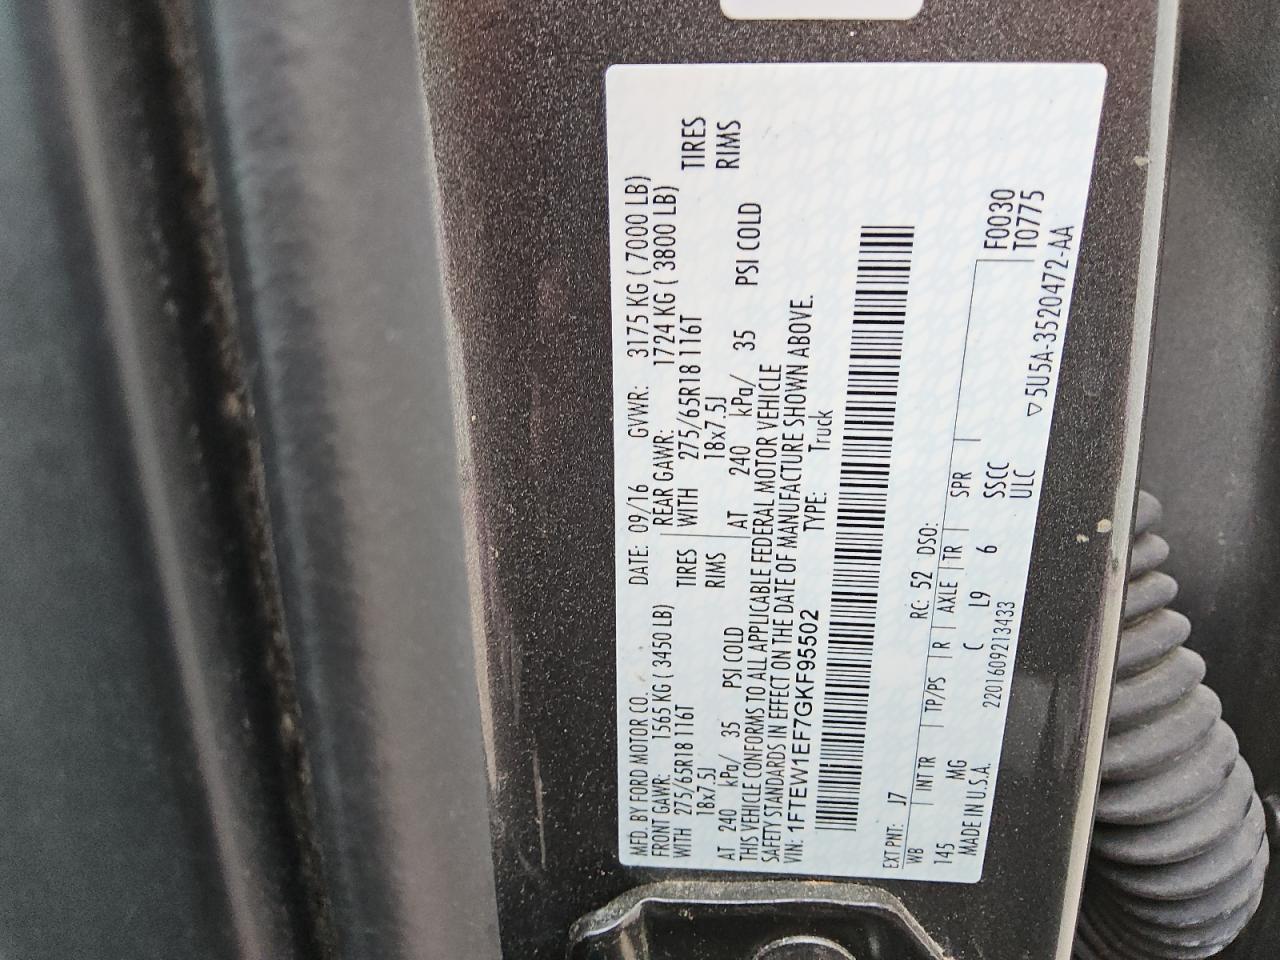 MFD. BY FORD MOTOR CO.
DATE: 09/16 GVWR: 3175 KG ( 7000 LB)
FRONT GAWR: 1565 KG ( 3450 LB)
REAR GAWR: 1724 KG ( 3800 LB)
WITH 275/65R18 116T TIRES
WITH 275/65R18 116T TIRES
18x7.5J RIMS
18x7.5J RIMS
AT 240 kPa/ 35 PSI COLD
AT 240 kPa/ 35 PSI COLD
THIS VEHICLE CONFORMS TO ALL APPLICABLE FEDERAL MOTOR VEHICLE
SAFETY STANDARDS IN EFFECT ON THE DATE OF MANUFACTURE SHOWN ABOVE.
VIN: 1FTEW1EF7GKF95502 TYPE: Truck
EXT PNT: J7 RC: 52 DSO:
WB INT TR TP/PS R AXLE TR SPR F0030
145 MG C L9 6 SSCC T0775
MADE IN U.S.A. 2201609213433 ULC
▽5U5A-3520472-AA